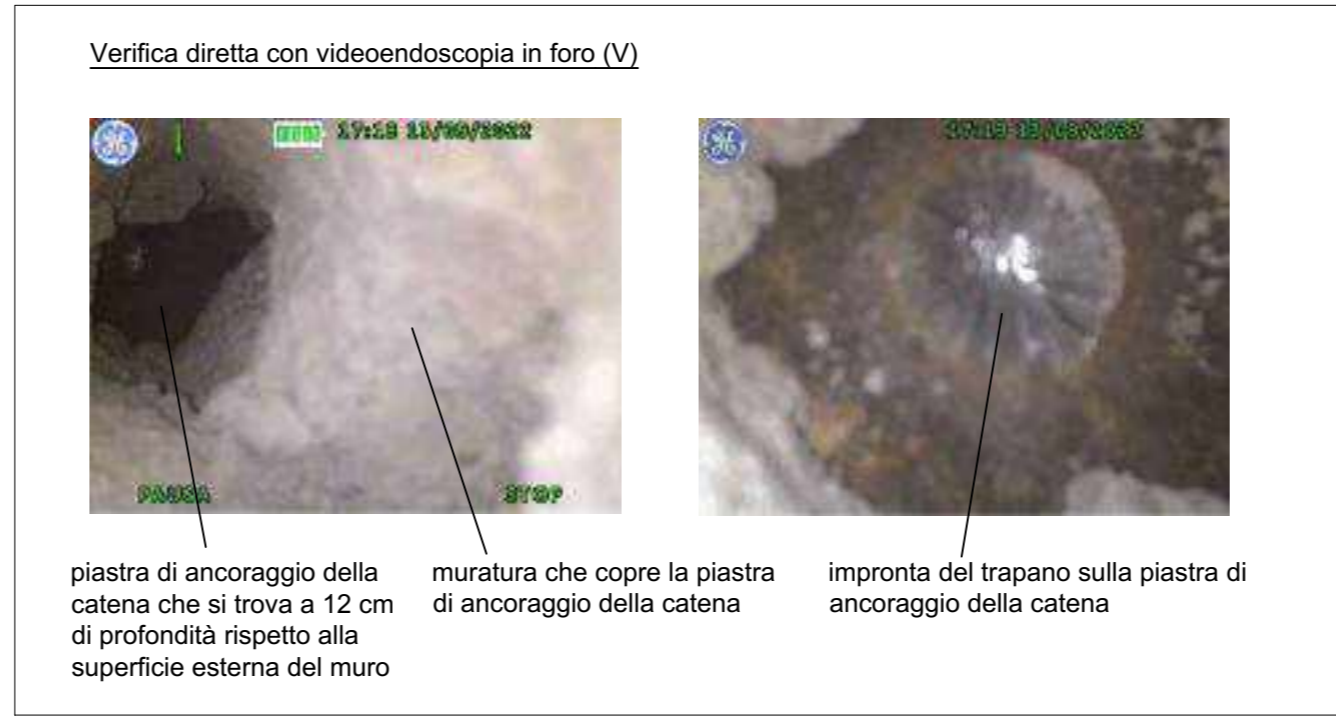 Verifica diretta con videoendoscopia in foro (V)
PAUSA
STOP
piastra di ancoraggio della
catena che si trova a 12 cm
di profondità rispetto alla
superficie esterna del muro
muratura che copre la piastra
di ancoraggio della catena
impronta del trapano sulla piastra di
ancoraggio della catena